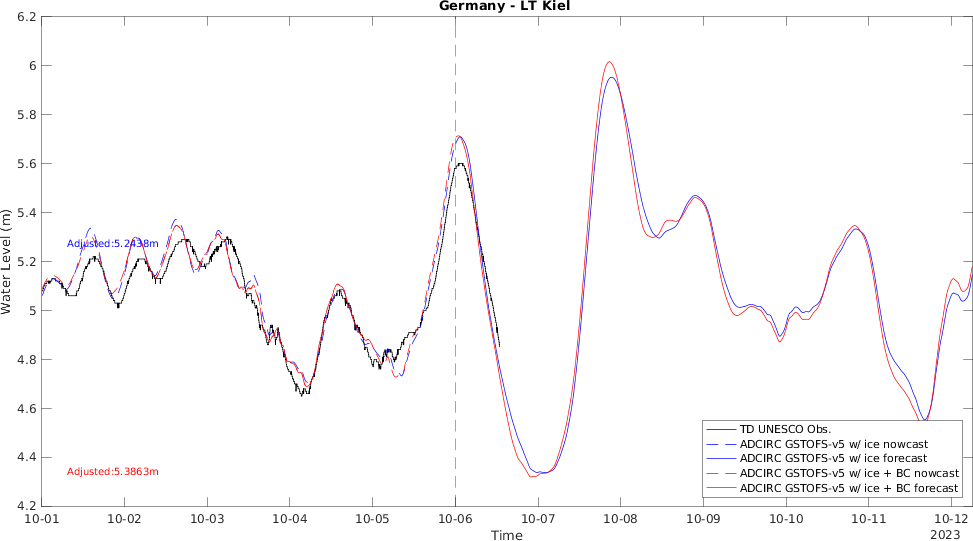 Germany - LT Kiel
6.2
6
5.8
5.6
5.4
5.2
5
4.8
4.6
4.4
4.2
Water Level (m)
Adjusted:5.2438m
Adjusted:5.3863m
TD UNESCO Obs.
ADCIRC GSTOFS-v5 w/ ice nowcast
ADCIRC GSTOFS-v5 w/ ice forecast
ADCIRC GSTOFS-v5 w/ ice + BC nowcast
ADCIRC GSTOFS-v5 w/ ice + BC forecast
10-01 10-02 10-03 10-04 10-05 10-06 10-07 10-08 10-09 10-10 10-11 10-12
Time
2023